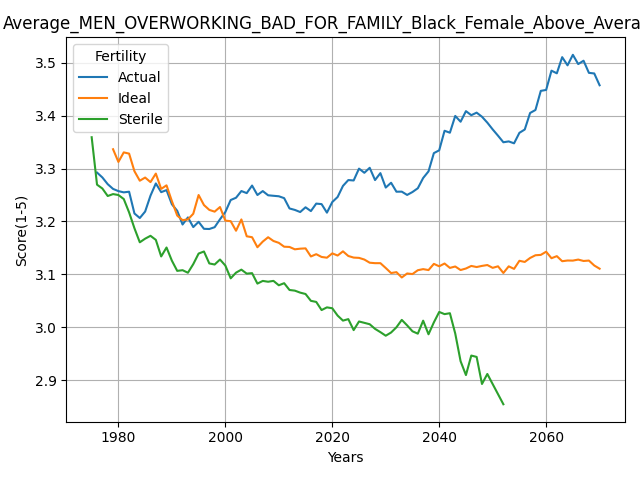 Average_MEN_OVERWORKING_BAD_FOR_FAMILY_Black_Female_Above_Avera
Fertility
Actual
Ideal
Sterile
Score(1-5)
3.5
3.4
3.3
3.2
3.1
3.0
2.9
1980 2000 2020 2040 2060
Years